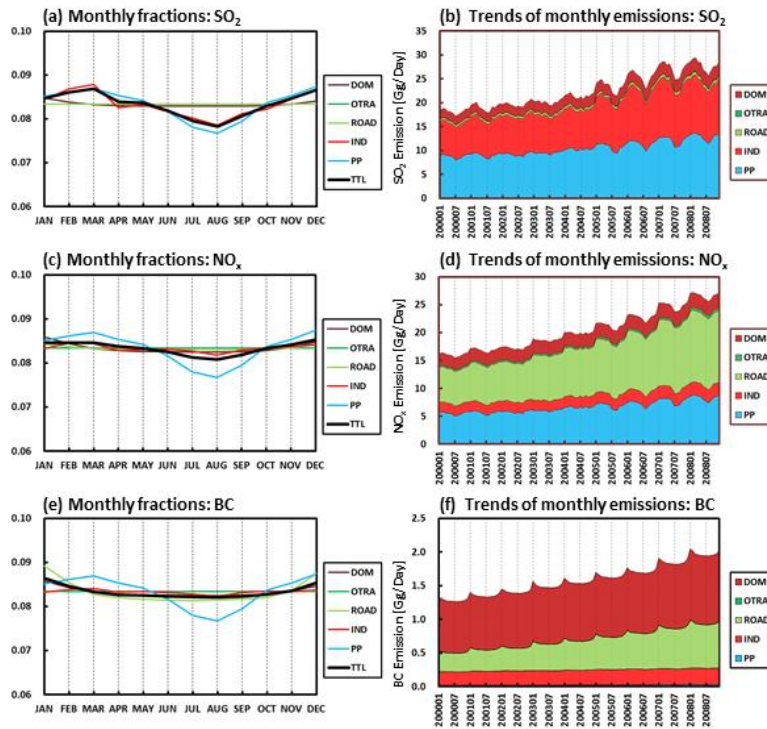 (a) Monthly fractions: SO2
0.10
0.09
0.08
0.07
0.06
JAN FEB MAR APR MAY JUN JUL AUG SEP OCT NOV DEC
DOM
OTRA
ROAD
IND
PP
TTL
(b) Trends of monthly emissions: SO2
SO2 Emission [Gg/Day]
35
30
25
20
15
10
5
0
200001 200007 200101 200107 200201 200207 200301 200307 200401 200407 200501 200507 200601 200607 200701 200707 200801 200807
DOM
OTRA
ROAD
IND
PP
(c) Monthly fractions: NOx
0.10
0.09
0.08
0.07
0.06
JAN FEB MAR APR MAY JUN JUL AUG SEP OCT NOV DEC
DOM
OTRA
ROAD
IND
PP
TTL
(d) Trends of monthly emissions: NOx
NOx Emission [Gg/Day]
30
25
20
15
10
5
0
200001 200007 200101 200107 200201 200207 200301 200307 200401 200407 200501 200507 200601 200607 200701 200707 200801 200807
DOM
OTRA
ROAD
IND
PP
(e) Monthly fractions: BC
0.10
0.09
0.08
0.07
0.06
JAN FEB MAR APR MAY JUN JUL AUG SEP OCT NOV DEC
DOM
OTRA
ROAD
IND
PP
TTL
(f) Trends of monthly emissions: BC
BC Emission [Gg/Day]
2.5
2.0
1.5
1.0
0.5
0.0
200001 200007 200101 200107 200201 200207 200301 200307 200401 200407 200501 200507 200601 200607 200701 200707 200801 200807
DOM
OTRA
ROAD
IND
PP